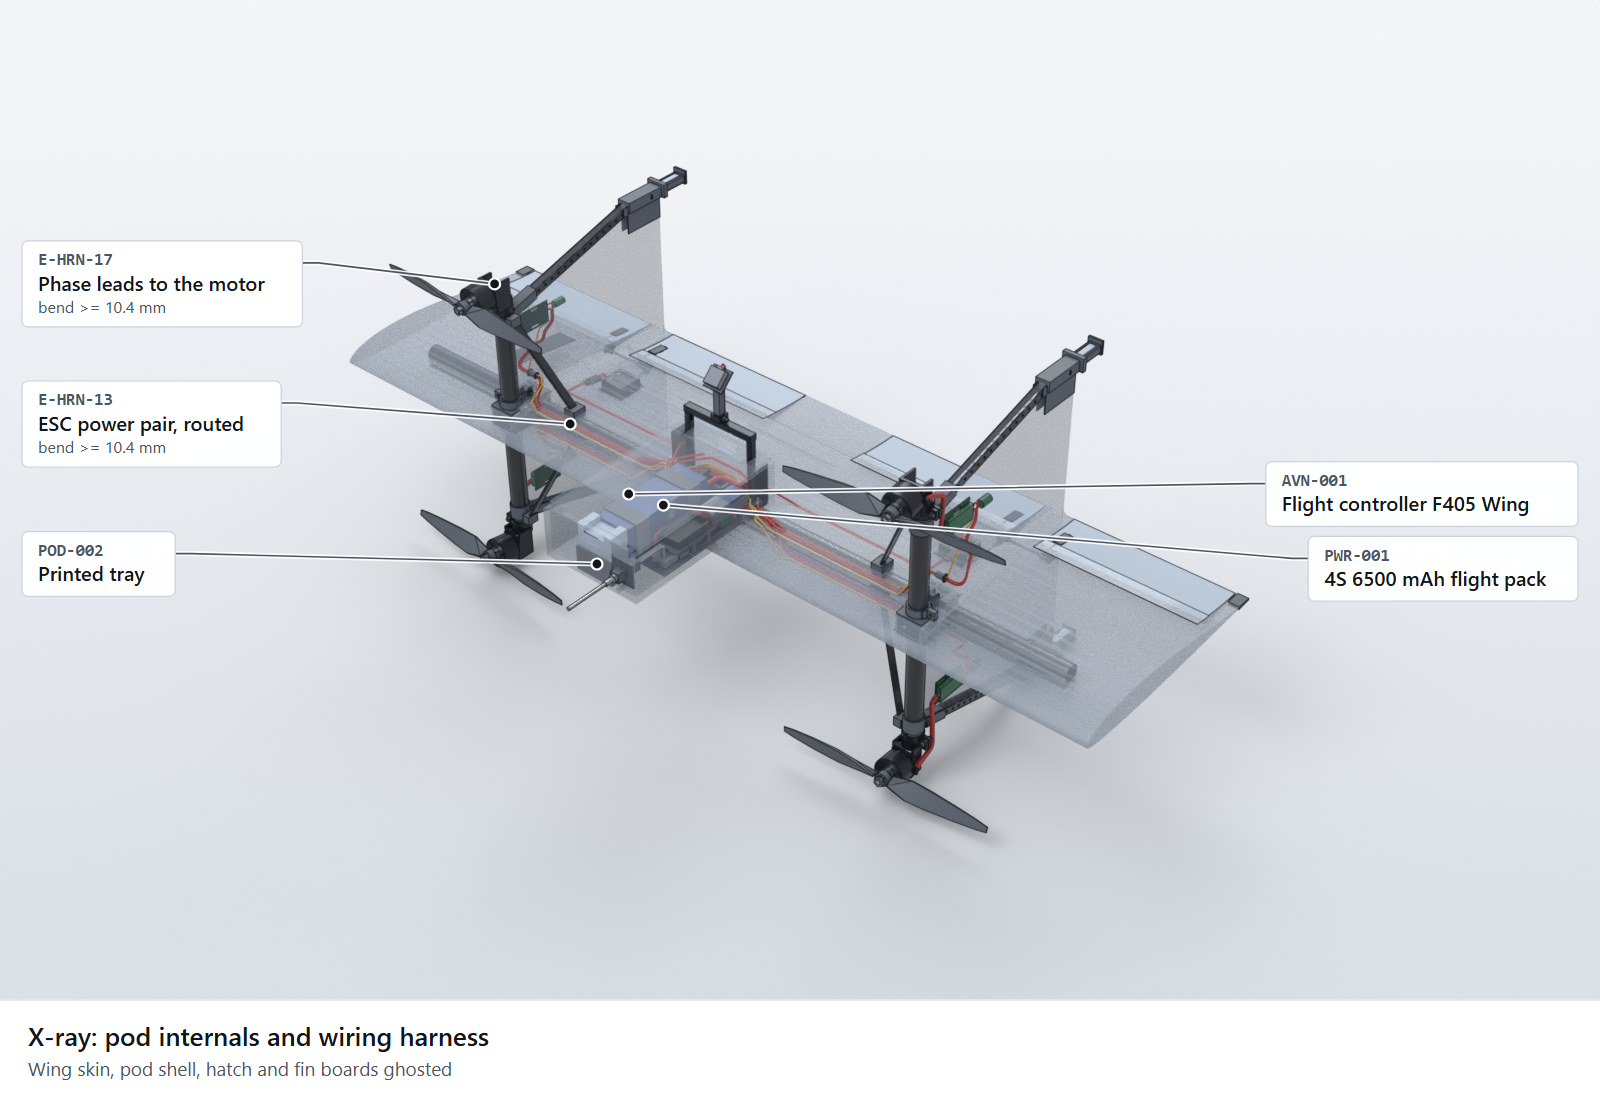 E-HRN-17
Phase leads to the motor
bend >= 10.4 mm
E-HRN-13
ESC power pair, routed
bend >= 10.4 mm
POD-002
Printed tray
AVN-001
Flight controller F405 Wing
PWR-001
4S 6500 mAh flight pack
X-ray: pod internals and wiring harness
Wing skin, pod shell, hatch and fin boards ghosted